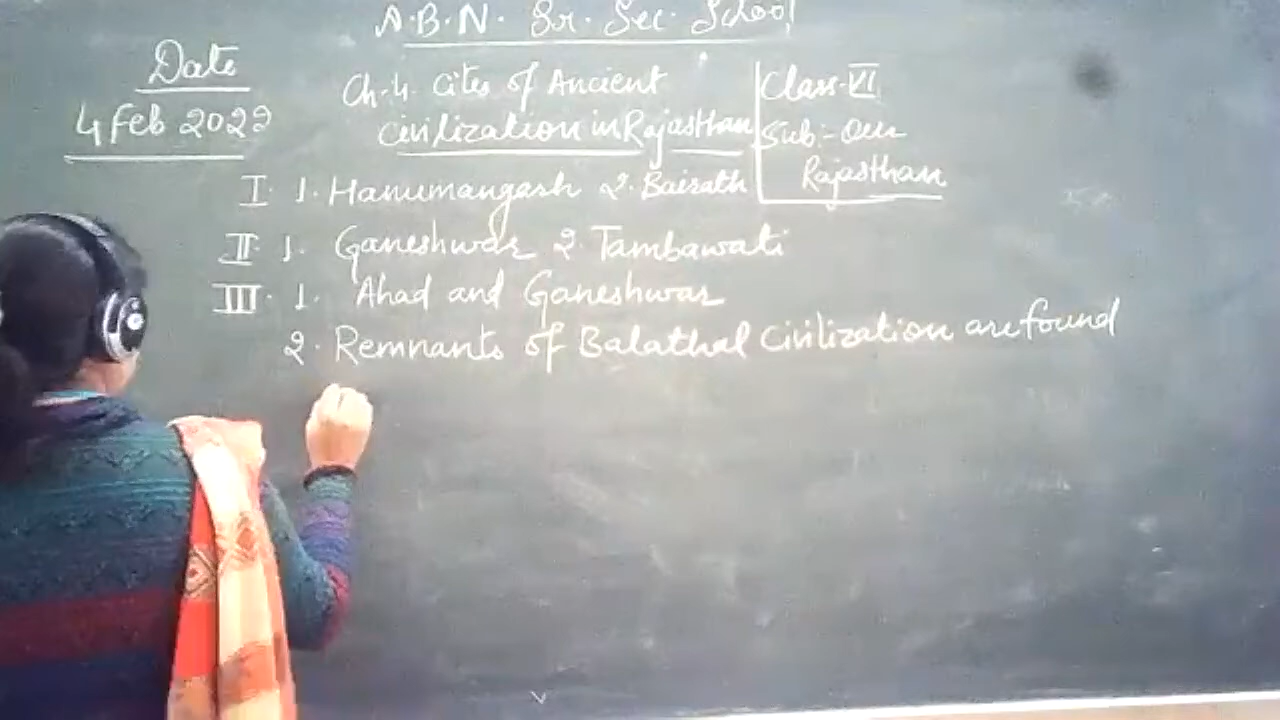 A.B.N. Sr. Sec. School
Date
4 Feb 2022
Ch.4. Cites of Ancient
Civilization in Rajasthan
Class-VI
Sub:- Our
Rajasthan
I 1. Hanumangarh 2. Bairath
II. 1. Ganeshwar 2. Tambawati
III. 1. Ahad and Ganeshwar
2. Remnants of Balathal Civilization are found